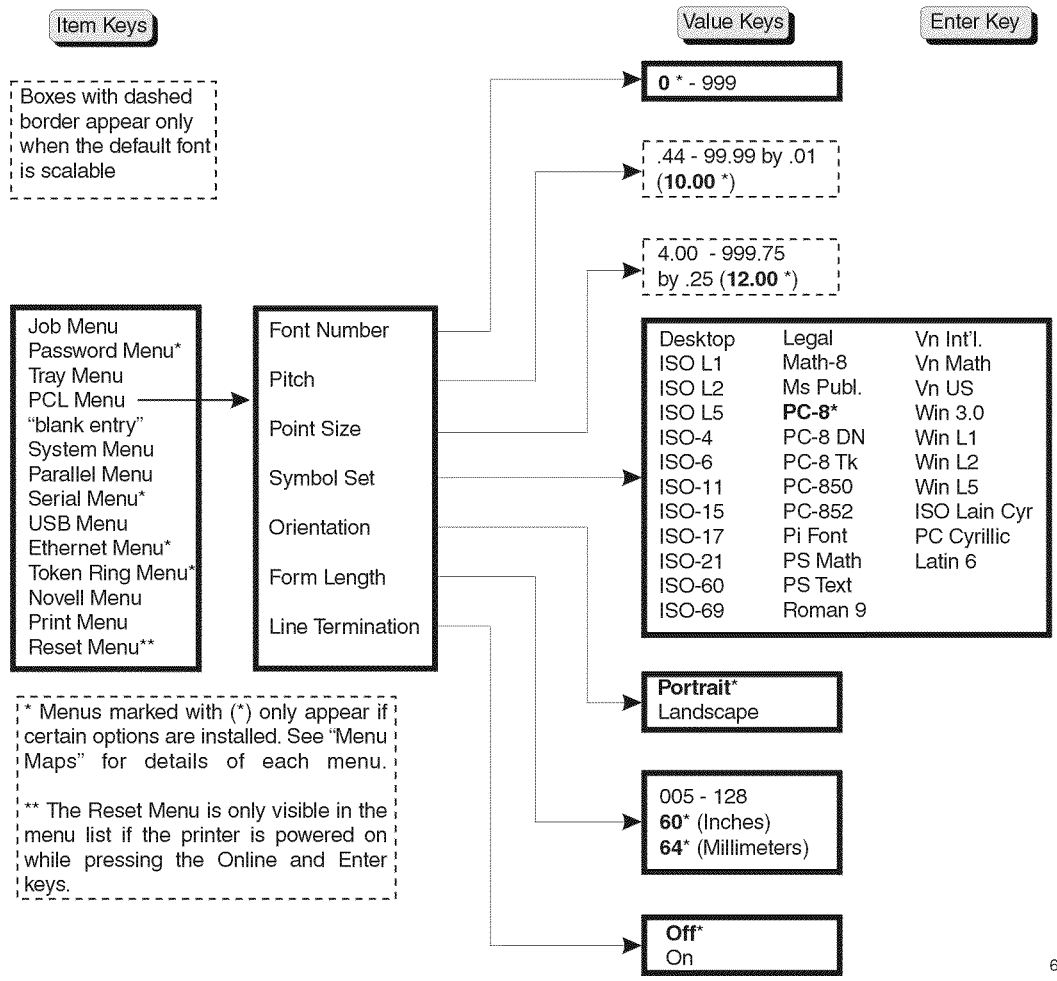 Item Keys
Value Keys
Enter Key
Boxes with dashed
border appear only
when the default font
is scalable
0 * - 999
.44 - 99.99 by .01
(10.00 *)
4.00 - 999.75
by .25 (12.00 *)
Job Menu
Password Menu*
Tray Menu
PCL Menu
“blank entry”
System Menu
Parallel Menu
Serial Menu*
USB Menu
Ethernet Menu*
Token Ring Menu*
Novell Menu
Print Menu
Reset Menu**
Font Number
Pitch
Point Size
Symbol Set
Orientation
Form Length
Line Termination
Desktop
ISO L1
ISO L2
ISO L5
ISO-4
ISO-6
ISO-11
ISO-15
ISO-17
ISO-21
ISO-60
ISO-69
Legal
Math-8
Ms Publ.
PC-8*
PC-8 DN
PC-8 Tk
PC-850
PC-852
Pi Font
PS Math
PS Text
Roman 9
Vn Int'l.
Vn Math
Vn US
Win 3.0
Win L1
Win L2
Win L5
ISO Lain Cyr
PC Cyrillic
Latin 6
Portrait*
Landscape
005 - 128
60* (Inches)
64* (Millimeters)
Off*
On
* Menus marked with (*) only appear if
certain options are installed. See “Menu
Maps” for details of each menu.
** The Reset Menu is only visible in the
menu list if the printer is powered on
while pressing the Online and Enter
keys.
6